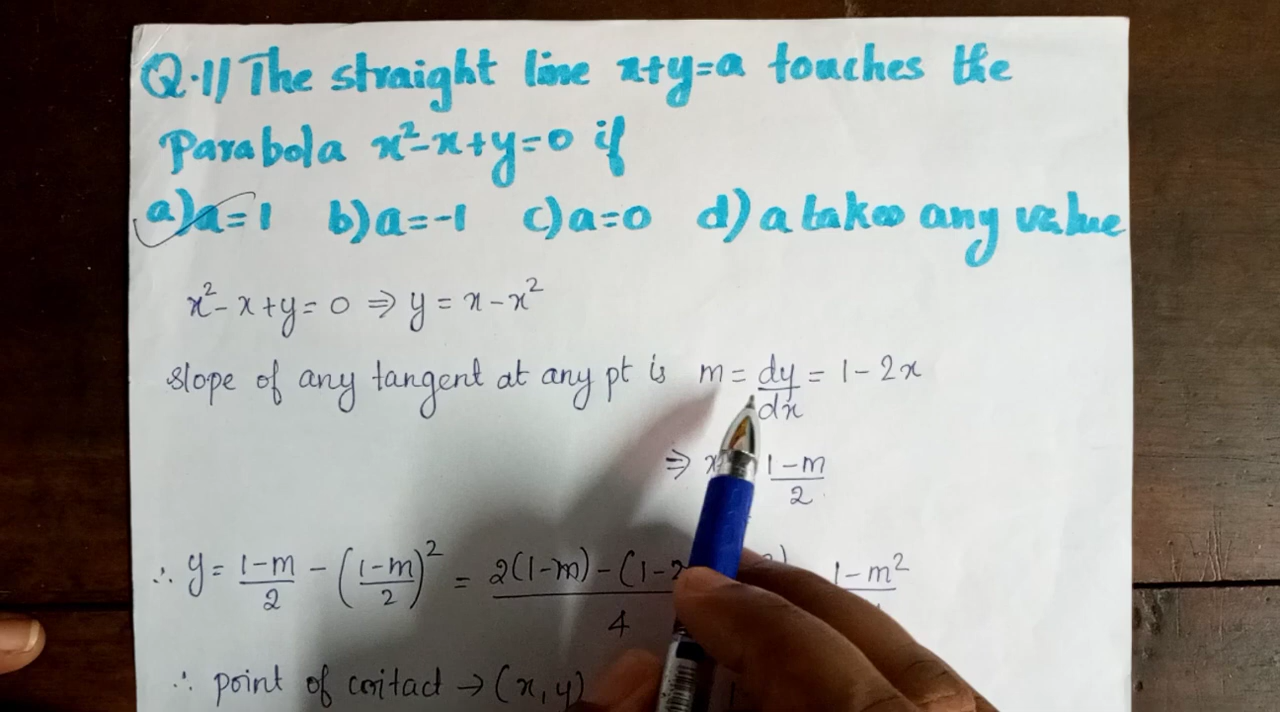 Q.1) The straight line x+y=a touches the
Parabola x²-x+y=0 if
a) a=1 b) a=-1 c) a=0 d) a takes any value
x²-x+y=0 ⇒ y=x-x²
slope of any tangent at any pt is m = dy/dx = 1-2x
⇒ x 1-m/2
∴ y = 1-m/2 - (1-m/2)² = 2(1-m)-(1-2 ²)/4 1-m²
∴ point of contact → (x,y)